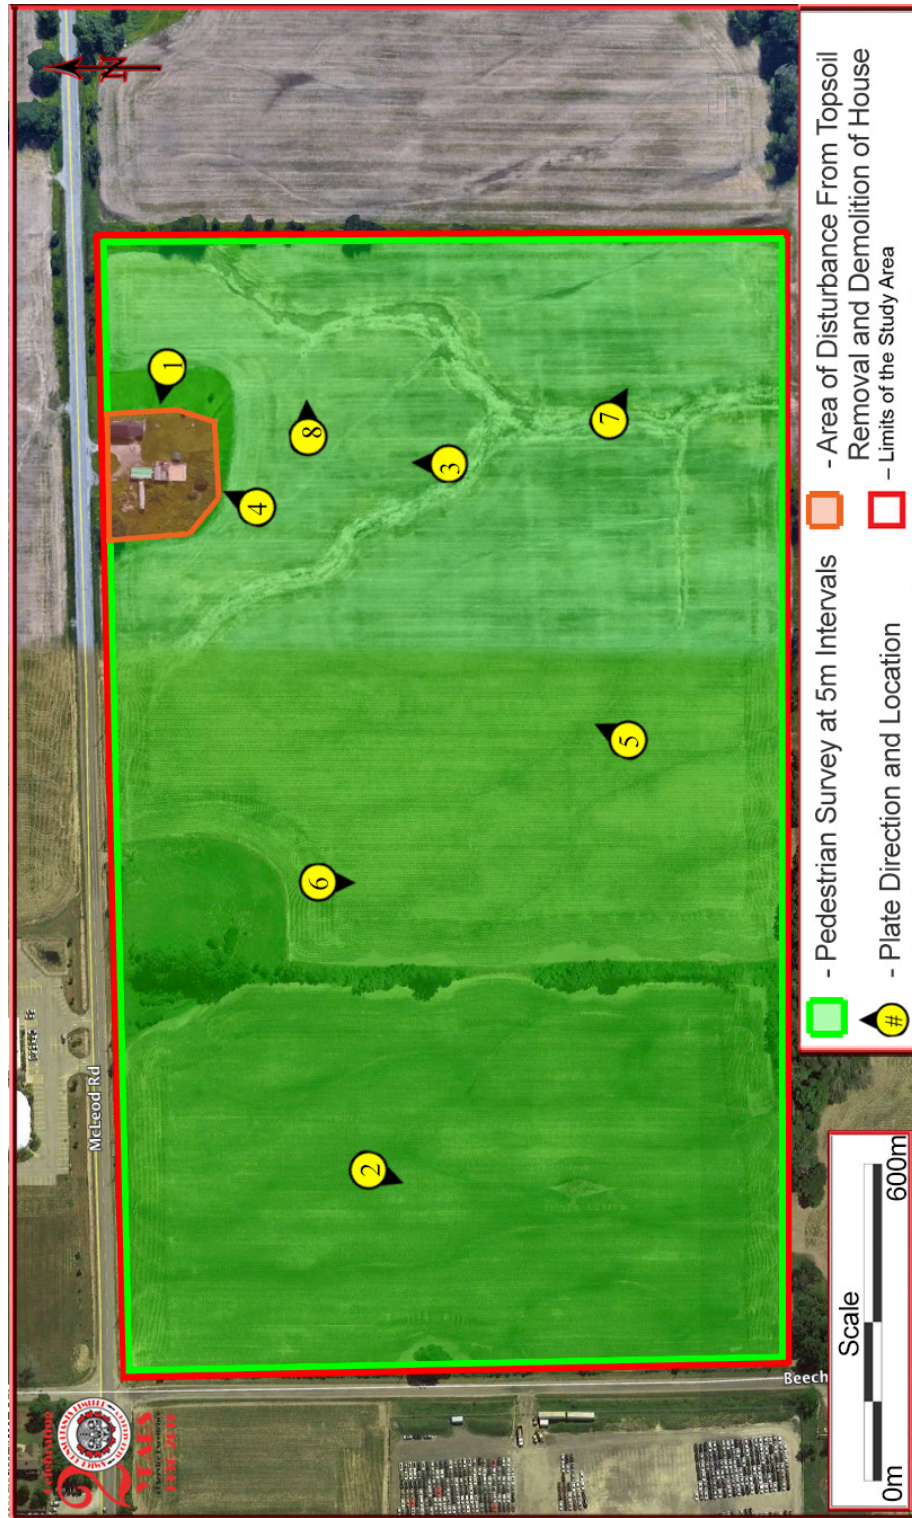 N
McLeod Rd
Beech
1
2
3
4
5
6
7
8
Celebrating
YEARS
Scale
0m
600m
- Pedestrian Survey at 5m Intervals
# - Plate Direction and Location
- Area of Disturbance From Topsoil
Removal and Demolition of House
– Limits of the Study Area